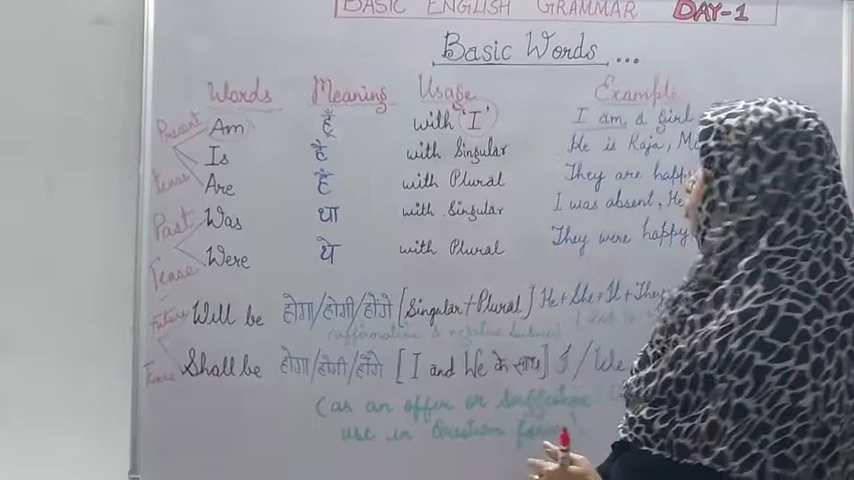 BASIC ENGLISH GRAMMAR DAY-1
Basic Words ...
Words Meaning Usage Example
Present Am हूँ with 'I' I am a girl
Is है with Singular He is Raja,
Tense Are हैं with Plural They are happy
Past Was था with Singular I was absent, He
Tense Were थे with Plural They were happy
Future Will be होगा/होगी/होंगे [Singular+Plural] He+She+It+They
(affirmative & negative sentence)
Tense Shall be होगा/होगी/होंगे [I and We के साथ] I/We
(as an offer or Suggestion
use in Question form)